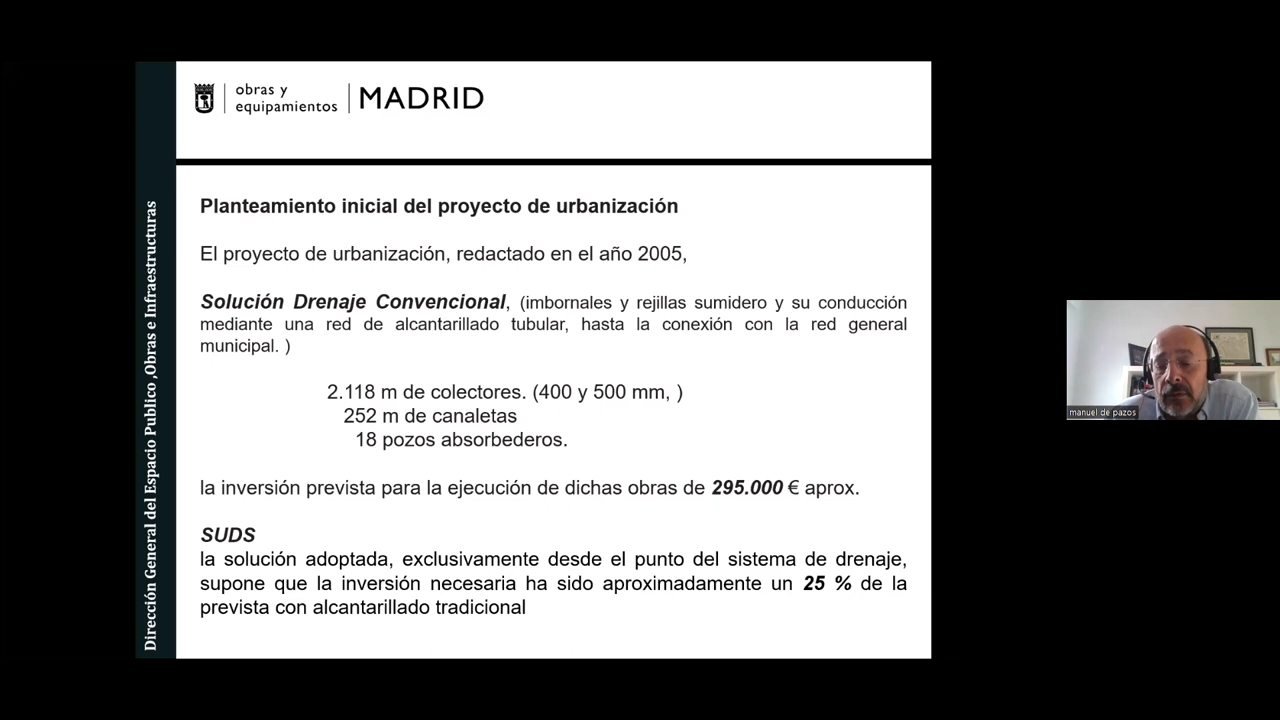 obras y
equipamientos
MADRID
Dirección General del Espacio Publico ,Obras e Infraestructuras
Planteamiento inicial del proyecto de urbanización
El proyecto de urbanización, redactado en el año 2005,
Solución Drenaje Convencional, (imbornales y rejillas sumidero y su conducción
mediante una red de alcantarillado tubular, hasta la conexión con la red general
municipal. )
2.118 m de colectores. (400 y 500 mm, )
252 m de canaletas
18 pozos absorbederos.
la inversión prevista para la ejecución de dichas obras de 295.000 € aprox.
SUDS
la solución adoptada, exclusivamente desde el punto del sistema de drenaje,
supone que la inversión necesaria ha sido aproximadamente un 25 % de la
prevista con alcantarillado tradicional
manuel de pazos